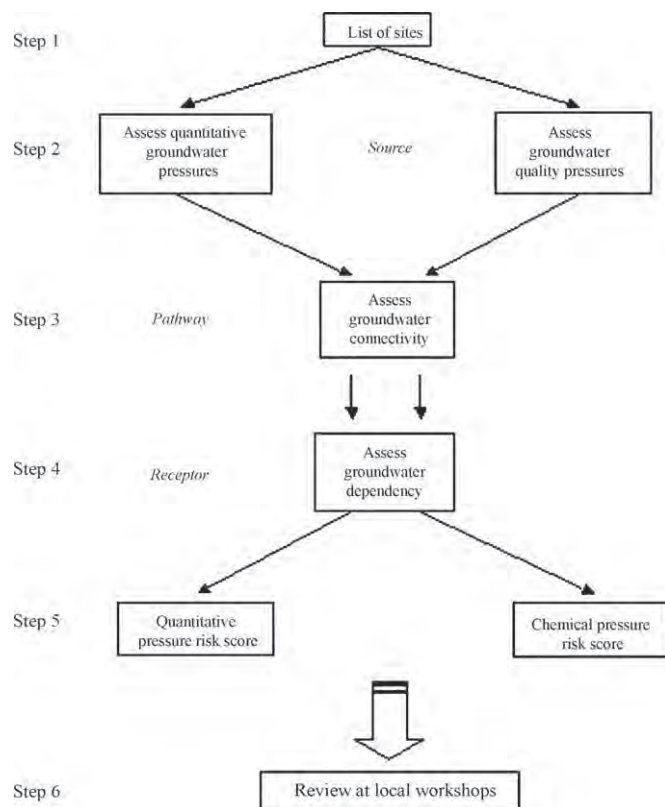 Step 1
List of sites
Step 2
Assess quantitative
groundwater
pressures
Source
Assess
groundwater
quality pressures
Step 3
Pathway
Assess
groundwater
connectivity
Step 4
Receptor
Assess
groundwater
dependency
Step 5
Quantitative
pressure risk score
Chemical pressure
risk score
Step 6
Review at local workshops